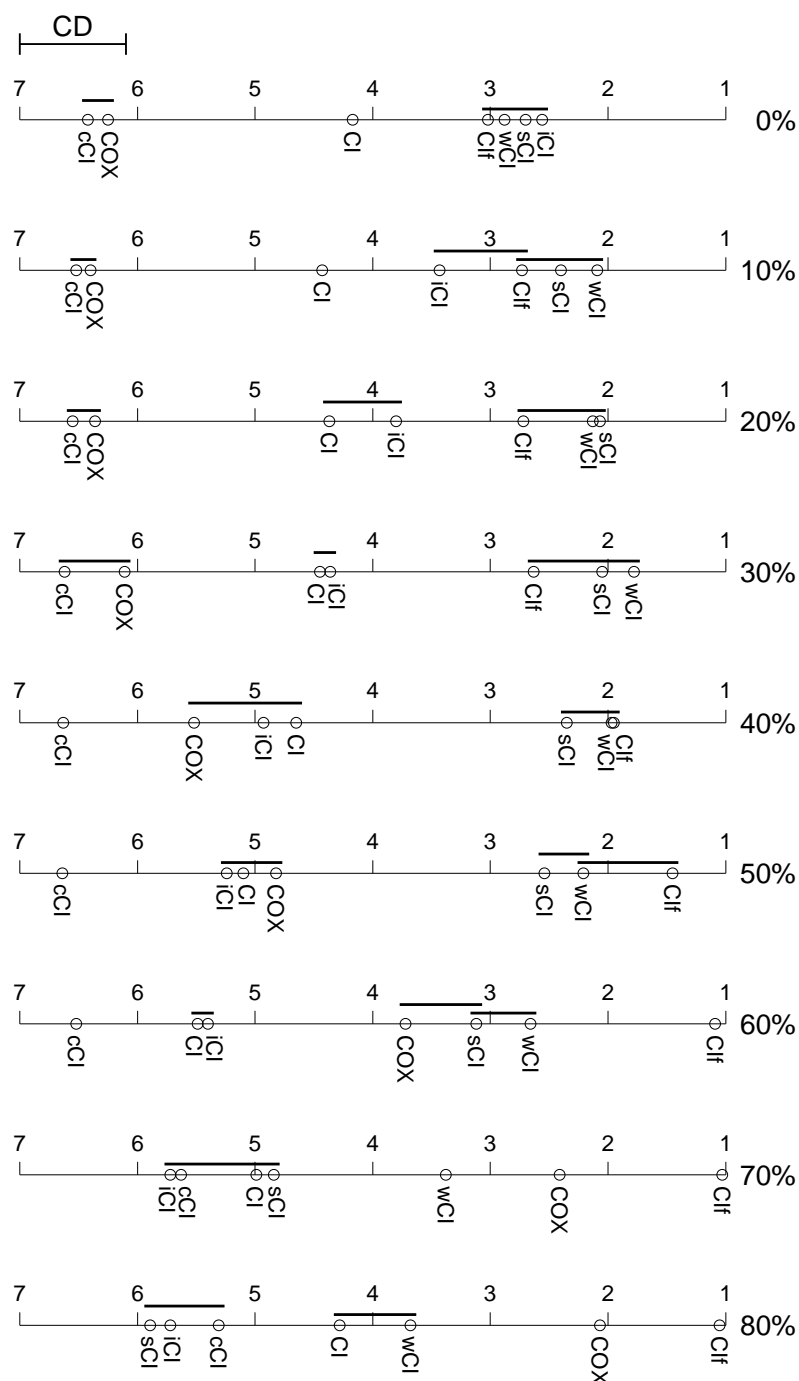 CD
7 6 5 4 3 2 1
0%
cCI COX CI CIf wCI sCI iCI
7 6 5 4 3 2 1
10%
cCI COX CI iCI CIf sCI wCI
7 6 5 4 3 2 1
20%
cCI COX CI iCI CIf wCI sCI
7 6 5 4 3 2 1
30%
cCI COX CI iCI CIf sCI wCI
7 6 5 4 3 2 1
40%
cCI COX iCI CI sCI wCI CIf
7 6 5 4 3 2 1
50%
cCI iCI CI COX sCI wCI CIf
7 6 5 4 3 2 1
60%
cCI CI iCI COX sCI wCI CIf
7 6 5 4 3 2 1
70%
iCI cCI CI sCI wCI COX CIf
7 6 5 4 3 2 1
80%
sCI iCI cCI CI wCI COX CIf